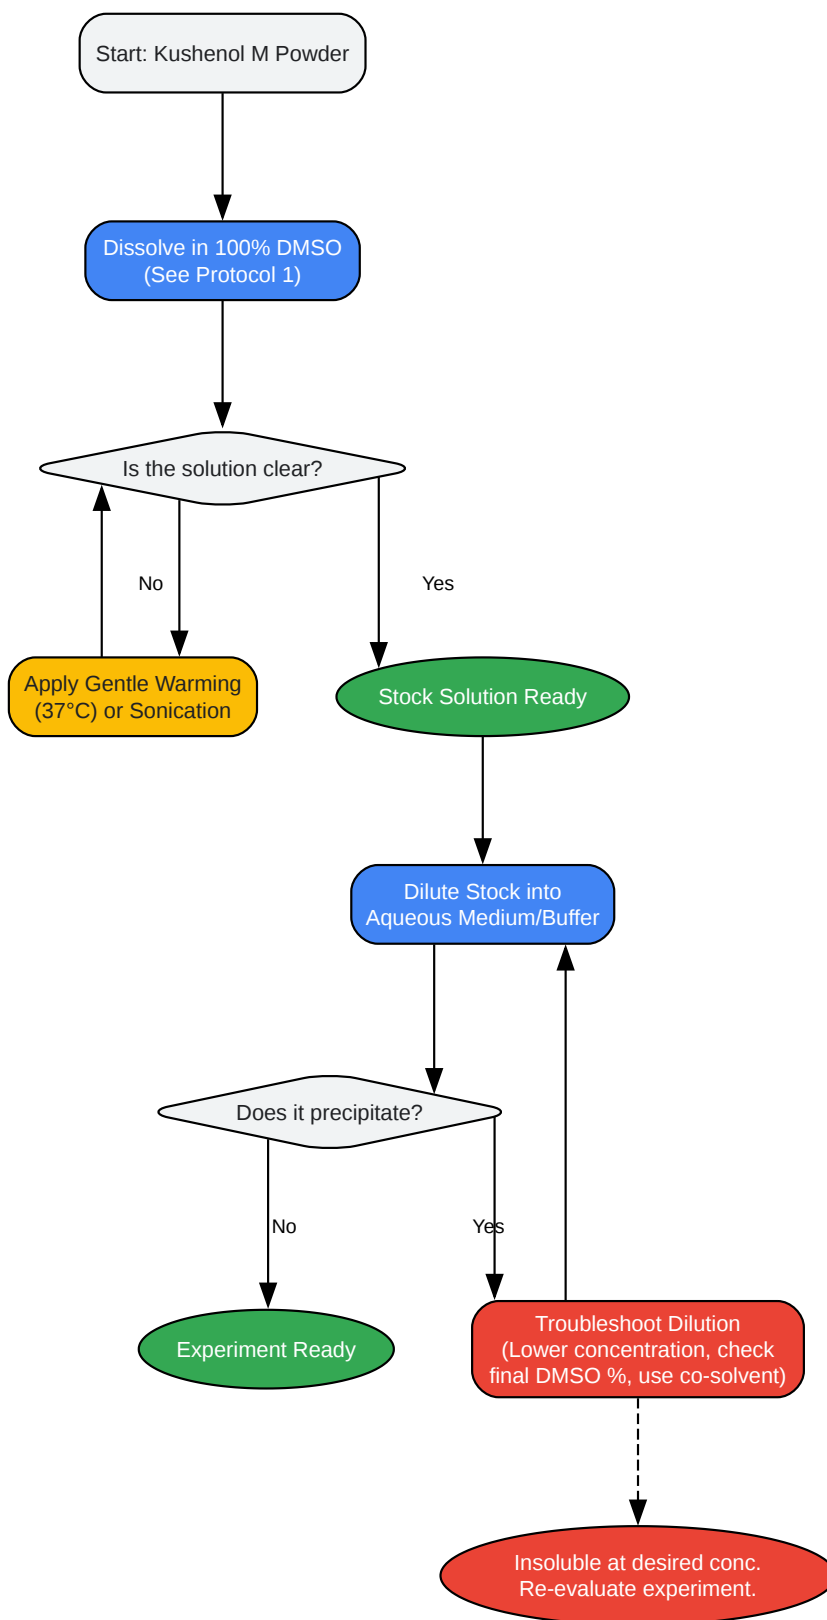 Start: Kushenol M Powder
Dissolve in 100% DMSO
(See Protocol 1)
Is the solution clear?
No
Yes
Apply Gentle Warming
(37°C) or Sonication
Stock Solution Ready
Dilute Stock into
Aqueous Medium/Buffer
Does it precipitate?
No
Yes
Experiment Ready
Troubleshoot Dilution
(Lower concentration, check
final DMSO %, use co-solvent)
Insoluble at desired conc.
Re-evaluate experiment.